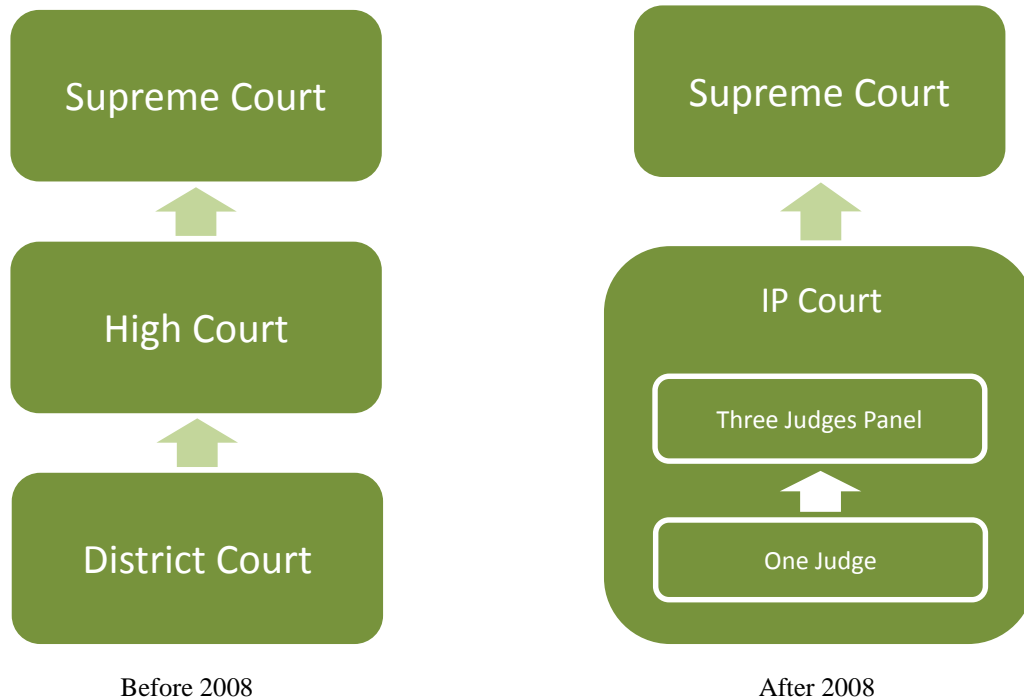 Supreme Court
High Court
District Court
Before 2008
Supreme Court
IP Court
Three Judges Panel
One Judge
After 2008